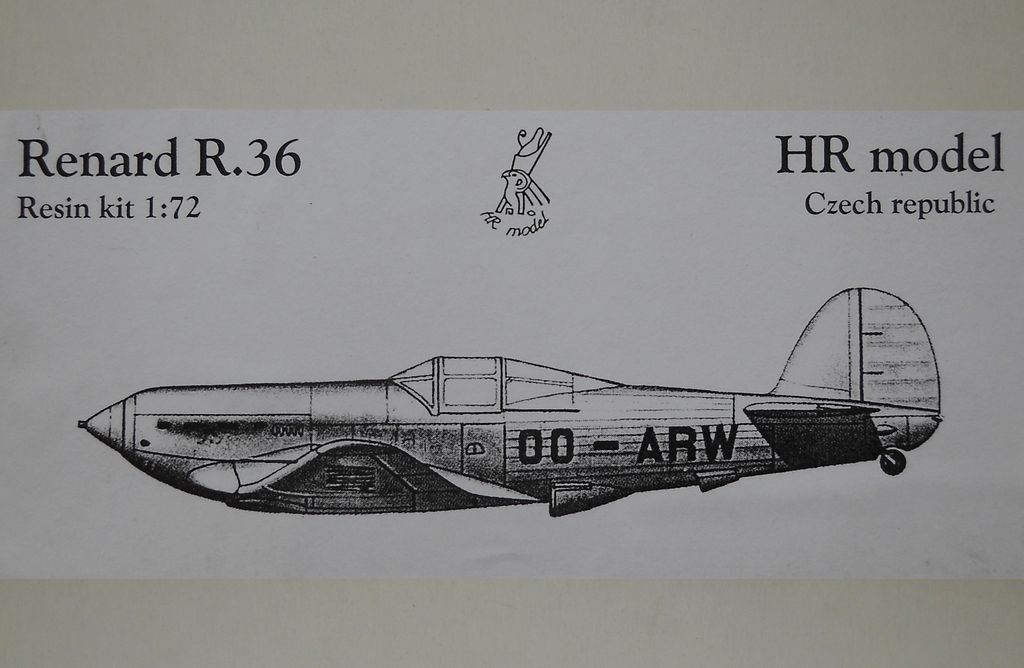 Renard R.36
Resin kit 1:72
HR model
HR model
Czech republic
OO-ARW